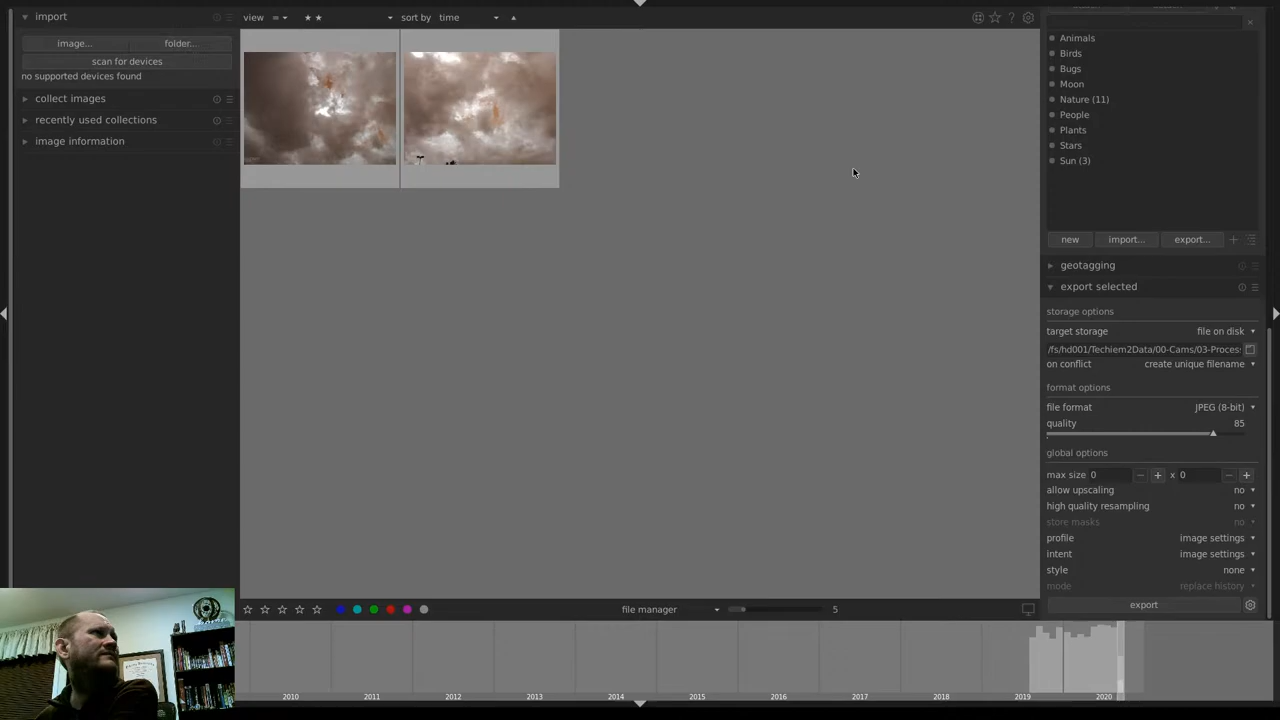 import
view = ★ ★ sort by time
image... folder...
scan for devices
no supported devices found
collect images
recently used collections
image information
Animals
Birds
Bugs
Moon
Nature (11)
People
Plants
Stars
Sun (3)
new import... export...
geotagging
export selected
storage options
target storage file on disk
/fs/hd001/Techiem2Data/00-Cams/03-Process
on conflict create unique filename
format options
file format JPEG (8-bit)
quality 85
global options
max size 0 x 0
allow upscaling no
high quality resampling no
store masks no
profile image settings
intent image settings
style none
mode replace history
export
file manager 5
2010 2011 2012 2013 2014 2015 2016 2017 2018 2019 2020